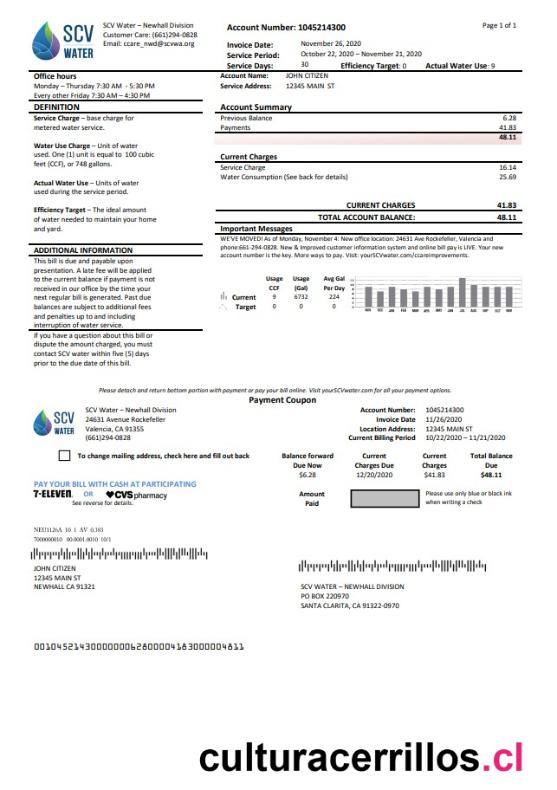 SCV
WATER
SCV Water – Newhall Division
Customer Care: (661)294-0828
Email: ccare_nwd@scvwa.org
Account Number: 1045214300
Page 1 of 1
Invoice Date: November 26, 2020
Service Period: October 22, 2020 – November 21, 2020
Service Days: 30 Efficiency Target: 0 Actual Water Use: 9
Account Name: JOHN CITIZEN
Service Address: 12345 MAIN ST
Office hours
Monday – Thursday 7:30 AM - 5:30 PM
Every other Friday 7:30 AM – 4:30 PM
DEFINITION
Service Charge – base charge for
metered water service.
Water Use Charge – Unit of water
used. One (1) unit is equal to 100 cubic
feet (CCF), or 748 gallons.
Actual Water Use – Units of water
used during the service period.
Efficiency Target – The ideal amount
of water needed to maintain your home
and yard.
ADDITIONAL INFORMATION
This bill is due and payable upon
presentation. A late fee will be applied
to the current balance if payment is not
received in our office by the time your
next regular bill is generated. Past due
balances are subject to additional fees
and penalties up to and including
interruption of water service.
If you have a question about this bill or
dispute the amount charged, you must
contact SCV water within five (5) days
prior to the due date of this bill.
Account Summary
Previous Balance 6.28
Payments 41.83
48.11
Current Charges
Service Charge 16.14
Water Consumption (See back for details) 25.69
CURRENT CHARGES 41.83
TOTAL ACCOUNT BALANCE: 48.11
Important Messages
WE'VE MOVED! As of Monday, November 4: New office location: 24631 Ave Rockefeller, Valencia and
phone:661-294-0828. New & Improved customer information system and online bill pay is LIVE. Your new
account number is the key. More ways to pay. Visit: yourSCVwater.com/ccareimprovements.
Usage Usage Avg Gal
CCF (Gal) Per Day
Current 9 6732 224
Target 0 0 0
Please detach and return bottom portion with payment or pay your bill online. Visit yourSCVwater.com for all your payment options.
Payment Coupon
SCV
WATER
SCV Water – Newhall Division
24631 Avenue Rockefeller
Valencia, CA 91355
(661)294-0828
Account Number: 1045214300
Invoice Date 11/26/2020
Location Address: 12345 MAIN ST
Current Billing Period 10/22/2020 – 11/21/2020
To change mailing address, check here and fill out back
Balance forward Current Current Total Balance
Due Now Charges Due Charges Due
$6.28 12/20/2020 $41.83 $48.11
PAY YOUR BILL WITH CASH AT PARTICIPATING
7-ELEVEN. OR CVS pharmacy
See reverse for details.
Amount
Paid
Please use only blue or black ink
when writing a check
NEU1126A 10 1 AV 0.383
7000000010 00.0001.0010 10/1
JOHN CITIZEN
12345 MAIN ST
NEWHALL CA 91321
SCV WATER – NEWHALL DIVISION
PO BOX 220970
SANTA CLARITA, CA 91322-0970
culturacerrillos.cl